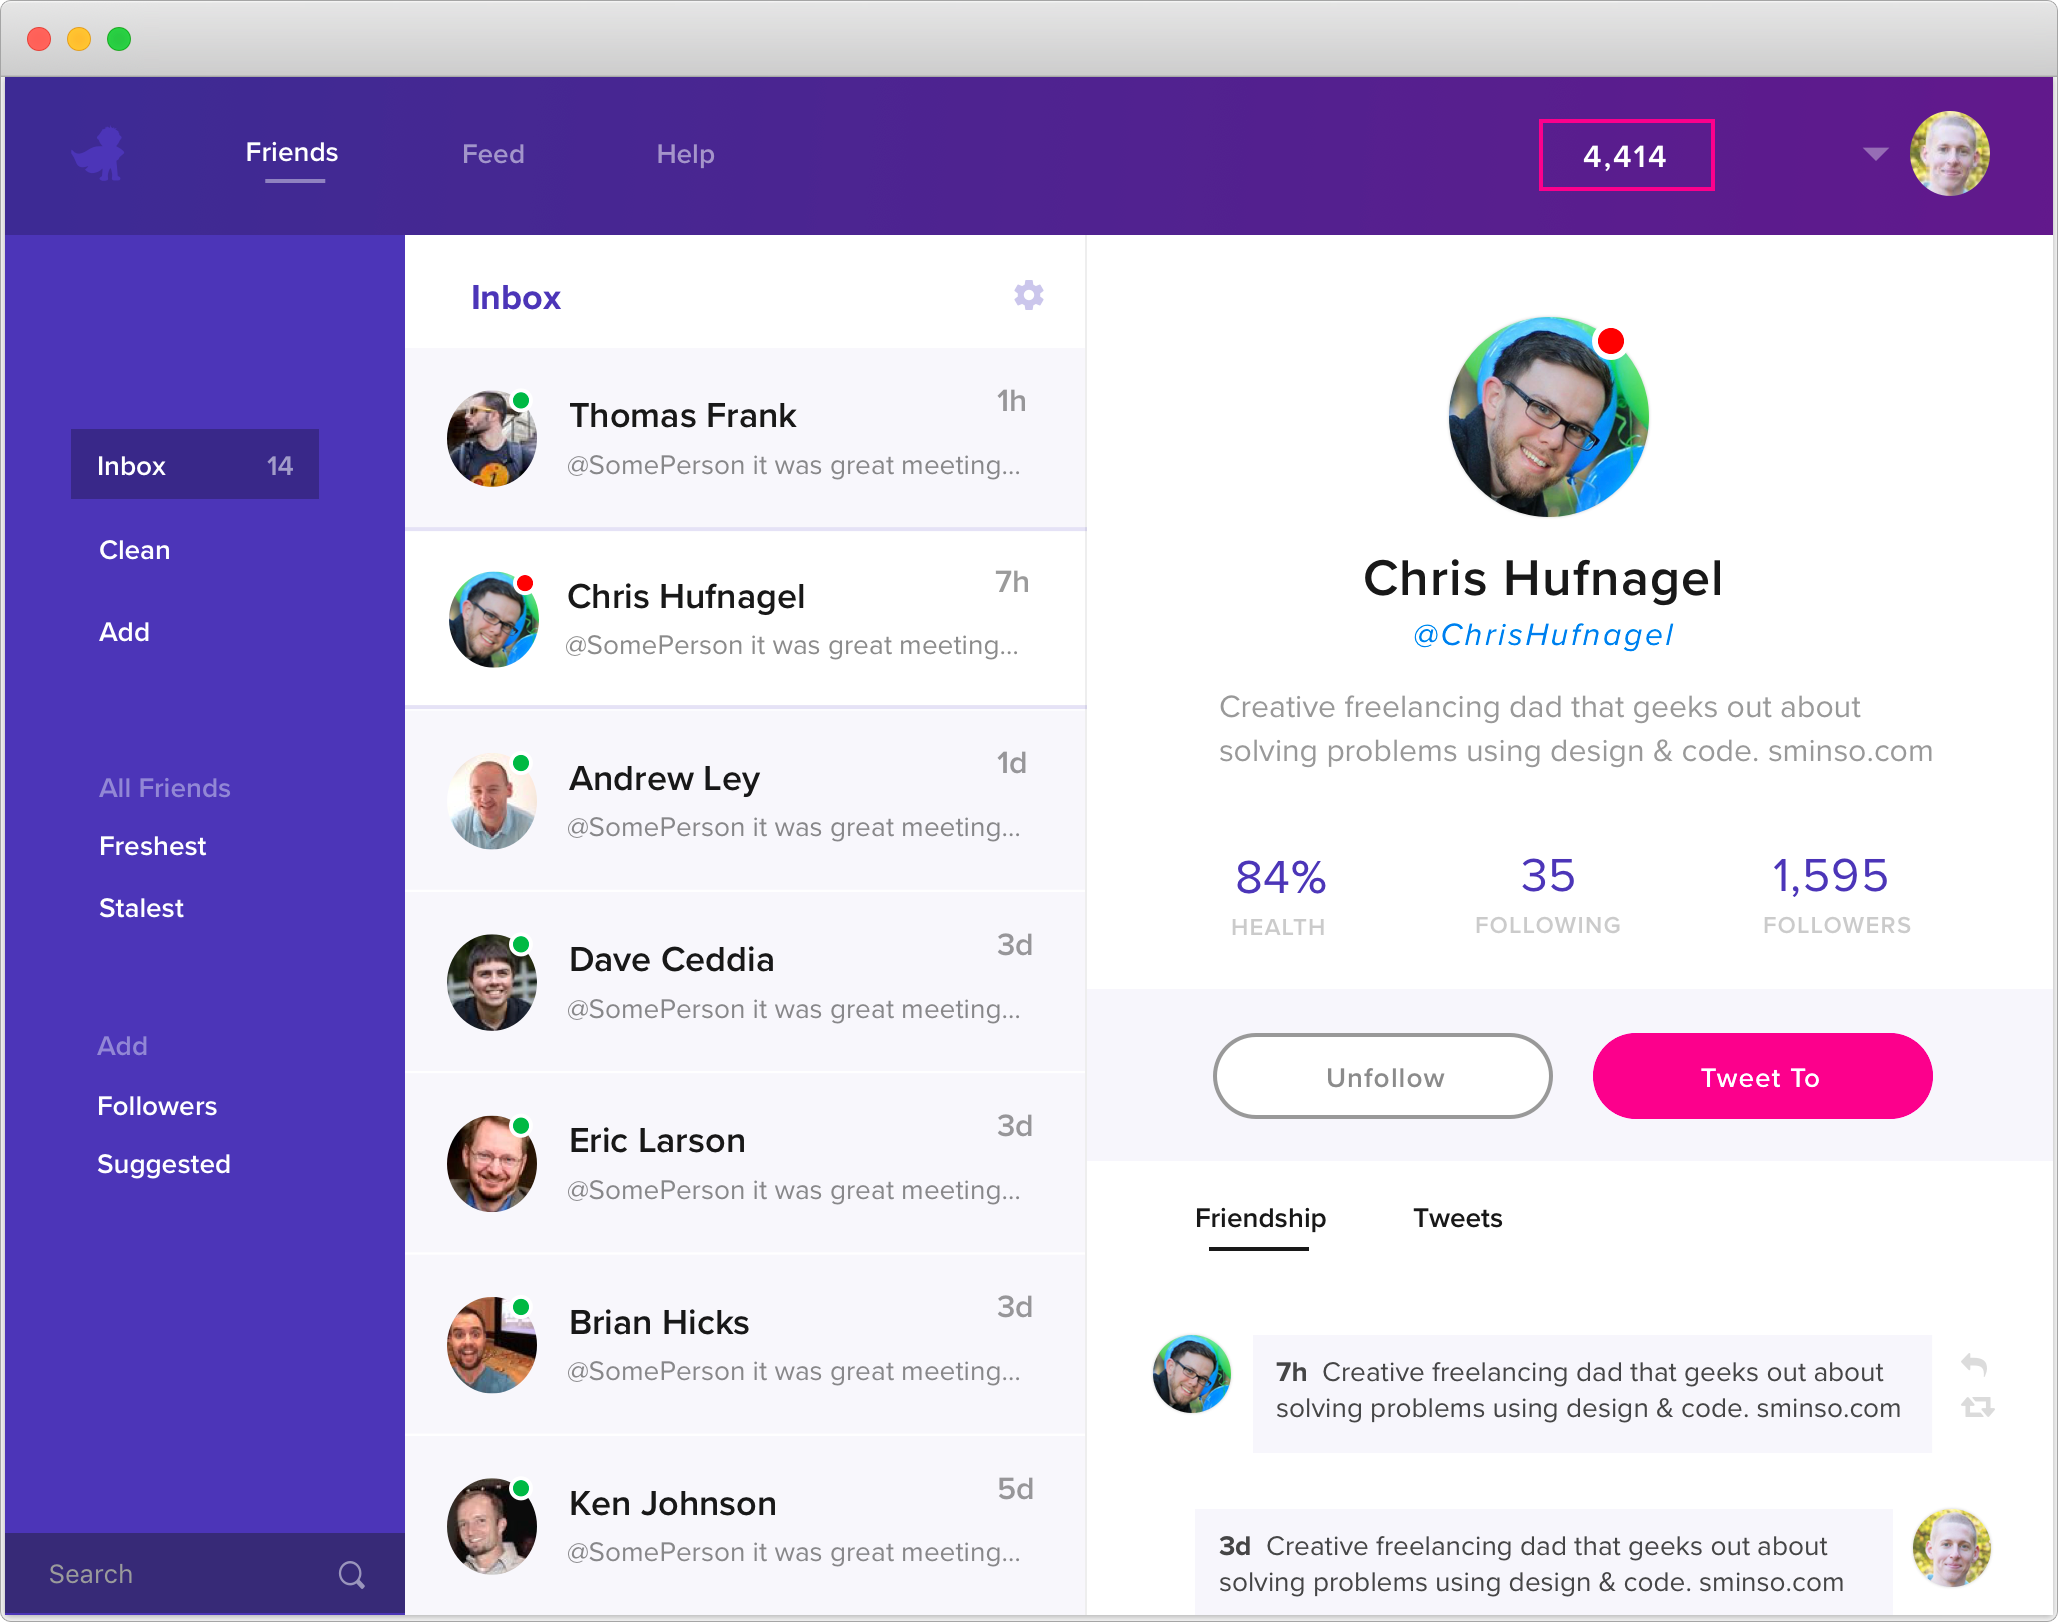 Friends
Feed
Help
4,414
Inbox 14
Clean
Add
All Friends
Freshest
Stalest
Add
Followers
Suggested
Search
Inbox
Thomas Frank 1h
@SomePerson it was great meeting...
Chris Hufnagel 7h
@SomePerson it was great meeting...
Andrew Ley 1d
@SomePerson it was great meeting...
Dave Ceddia 3d
@SomePerson it was great meeting...
Eric Larson 3d
@SomePerson it was great meeting...
Brian Hicks 3d
@SomePerson it was great meeting...
Ken Johnson 5d
@SomePerson it was great meeting...
Chris Hufnagel
@ChrisHufnagel
Creative freelancing dad that geeks out about
solving problems using design & code. sminso.com
84% 35 1,595
HEALTH FOLLOWING FOLLOWERS
Unfollow
Tweet To
Friendship
Tweets
7h Creative freelancing dad that geeks out about
solving problems using design & code. sminso.com
3d Creative freelancing dad that geeks out about
solving problems using design & code. sminso.com